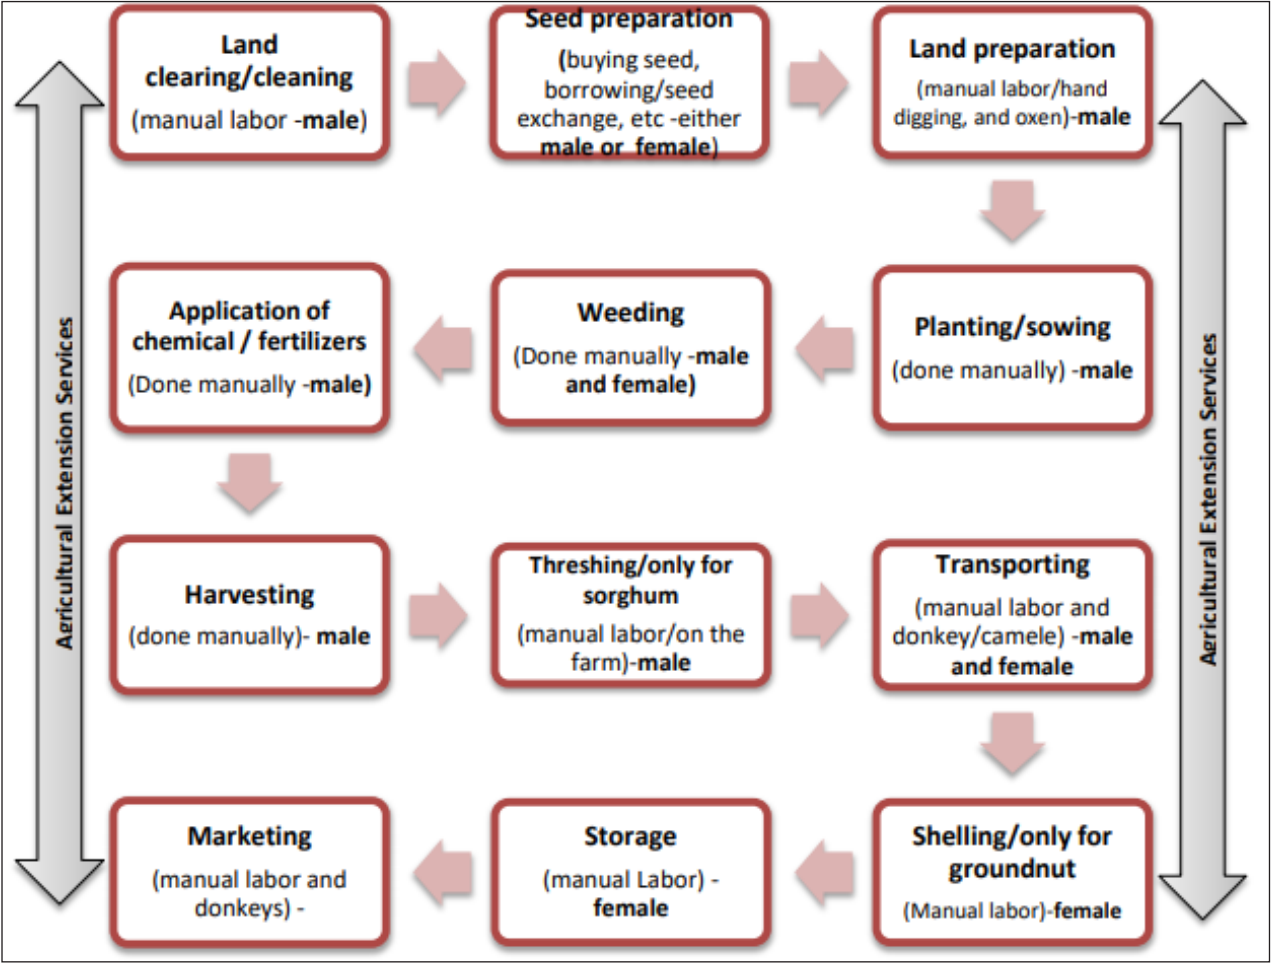 Land
clearing/cleaning
(manual labor -male)
Seed preparation
(buying seed,
borrowing/seed
exchange, etc -either
male or  female)
Land preparation
(manual labor/hand
digging, and oxen)-male
Planting/sowing
(done manually) -male
Weeding
(Done manually -male
and female)
Application of
chemical / fertilizers
(Done manually -male)
Harvesting
(done manually)- male
Threshing/only for
sorghum
(manual labor/on the
farm)-male
Transporting
(manual labor and
donkey/camele) -male
and female
Shelling/only for
groundnut
(Manual labor)-female
Storage
(manual Labor) -
female
Marketing
(manual labor and
donkeys) -
Agricultural Extension Services
Agricultural Extension Services